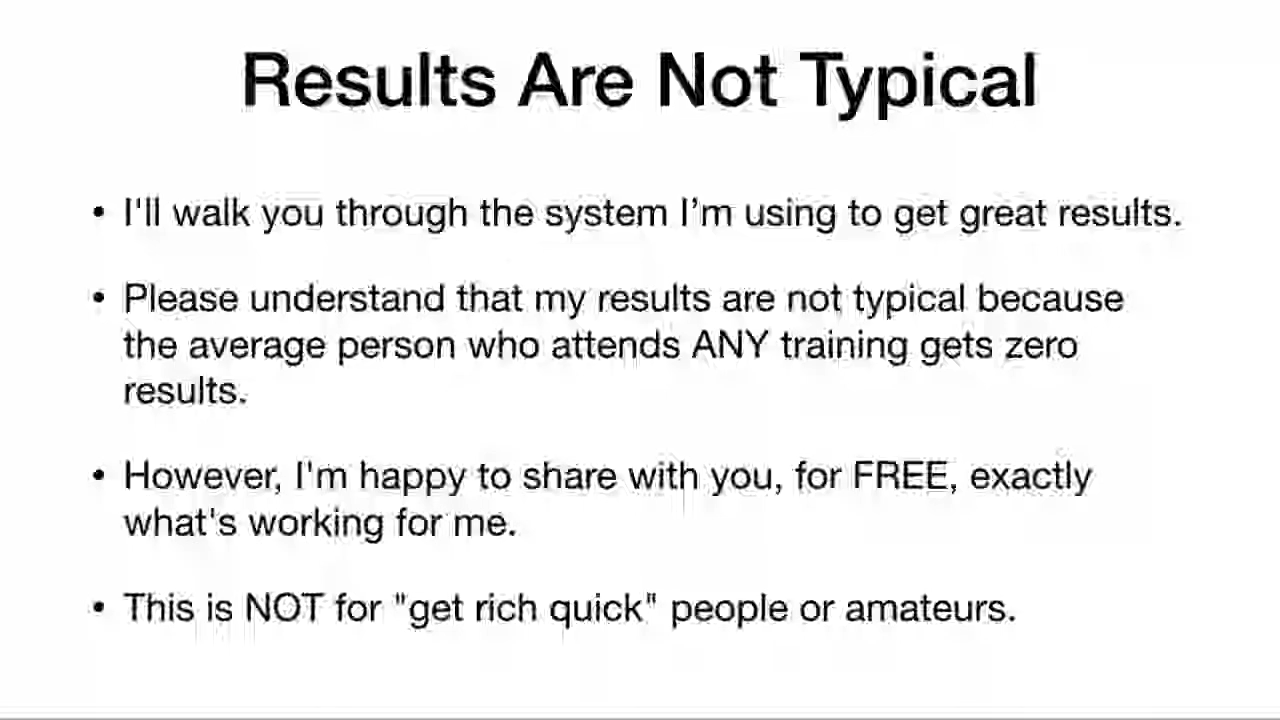 Results Are Not Typical
• I'll walk you through the system I’m using to get great results.
• Please understand that my results are not typical because
the average person who attends ANY training gets zero
results.
• However, I'm happy to share with you, for FREE, exactly
what's working for me.
• This is NOT for "get rich quick" people or amateurs.